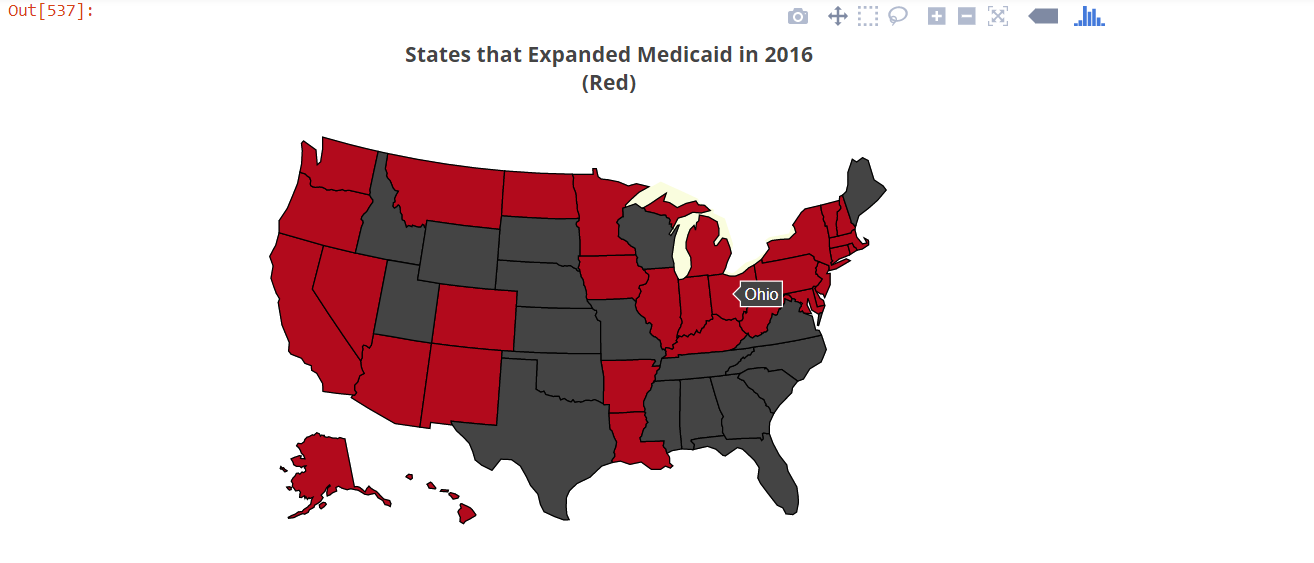 Out[537]:
States that Expanded Medicaid in 2016
(Red)
Ohio